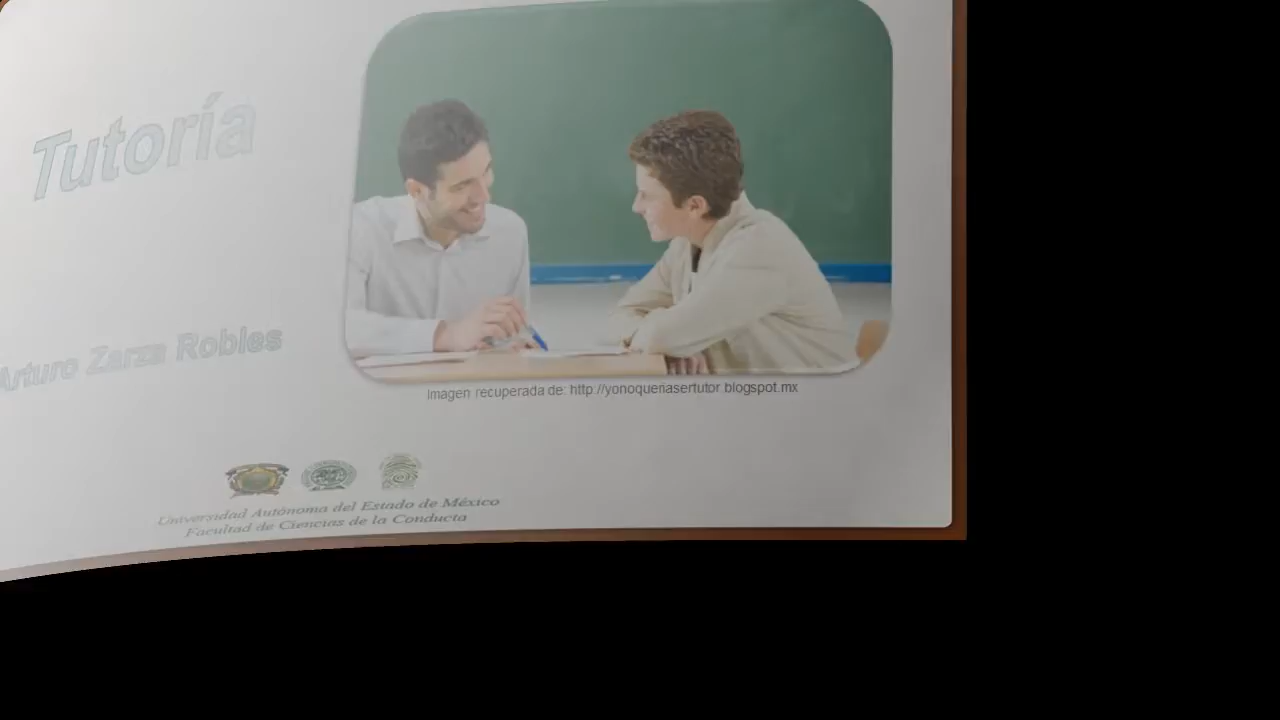 Tutoría
Arturo Zarza Robles
Imagen recuperada de: http://yonoqueriasertutor.blogspot.mx
Universidad Autónoma del Estado de México
Facultad de Ciencias de la Conducta